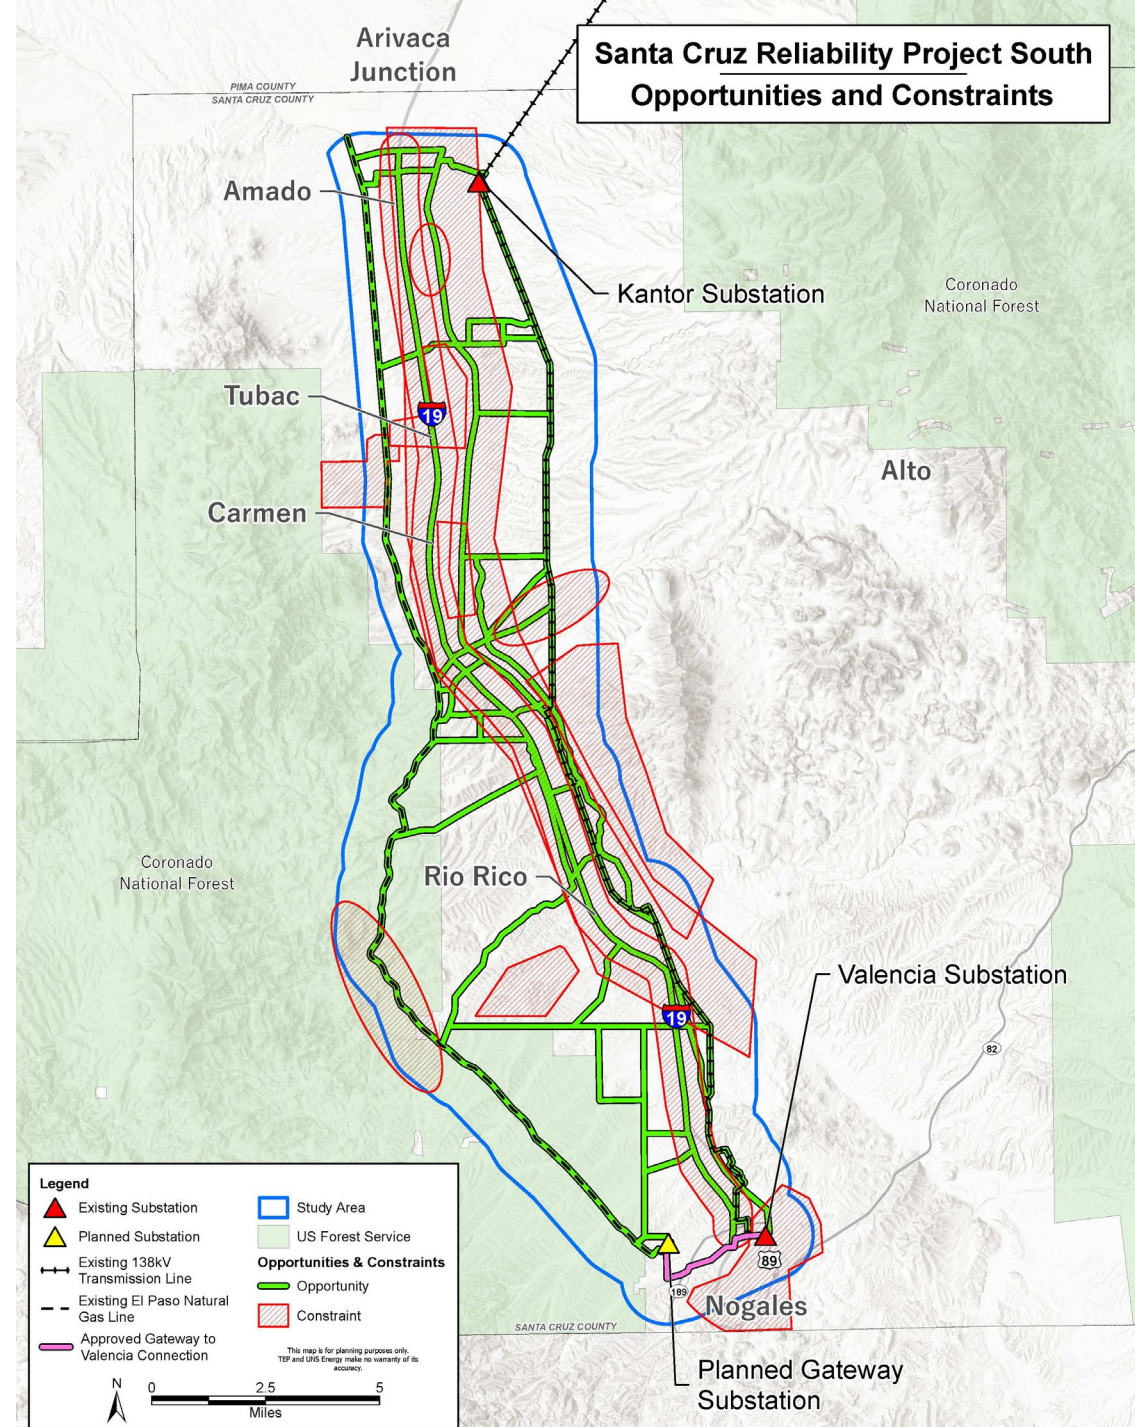 Santa Cruz Reliability Project South
Opportunities and Constraints
Arivaca
Junction
PIMA COUNTY
SANTA CRUZ COUNTY
Amado
Kantor Substation
Coronado
National Forest
Tubac
19
Alto
Carmen
Coronado
National Forest
Rio Rico
Valencia Substation
19
82
89
189
Nogales
SANTA CRUZ COUNTY
Planned Gateway
Substation
Legend
Existing Substation
Planned Substation
Existing 138kV
Transmission Line
Existing El Paso Natural
Gas Line
Approved Gateway to
Valencia Connection
Study Area
US Forest Service
Opportunities & Constraints
Opportunity
Constraint
This map is for planning purposes only.
TEP and UNS Energy make no warranty of its
accuracy.
N
0 2.5 5
Miles